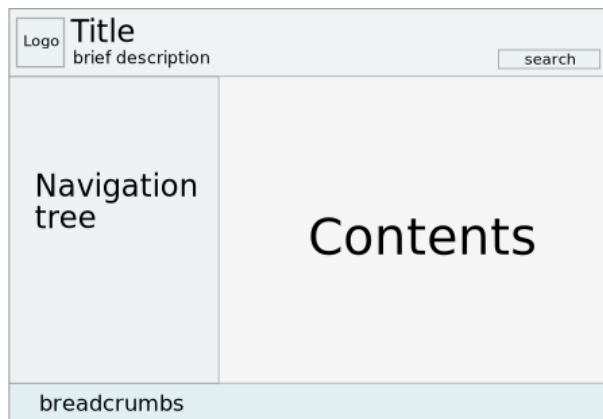 Logo
Title
brief description
search
Navigation
tree
Contents
breadcrumbs